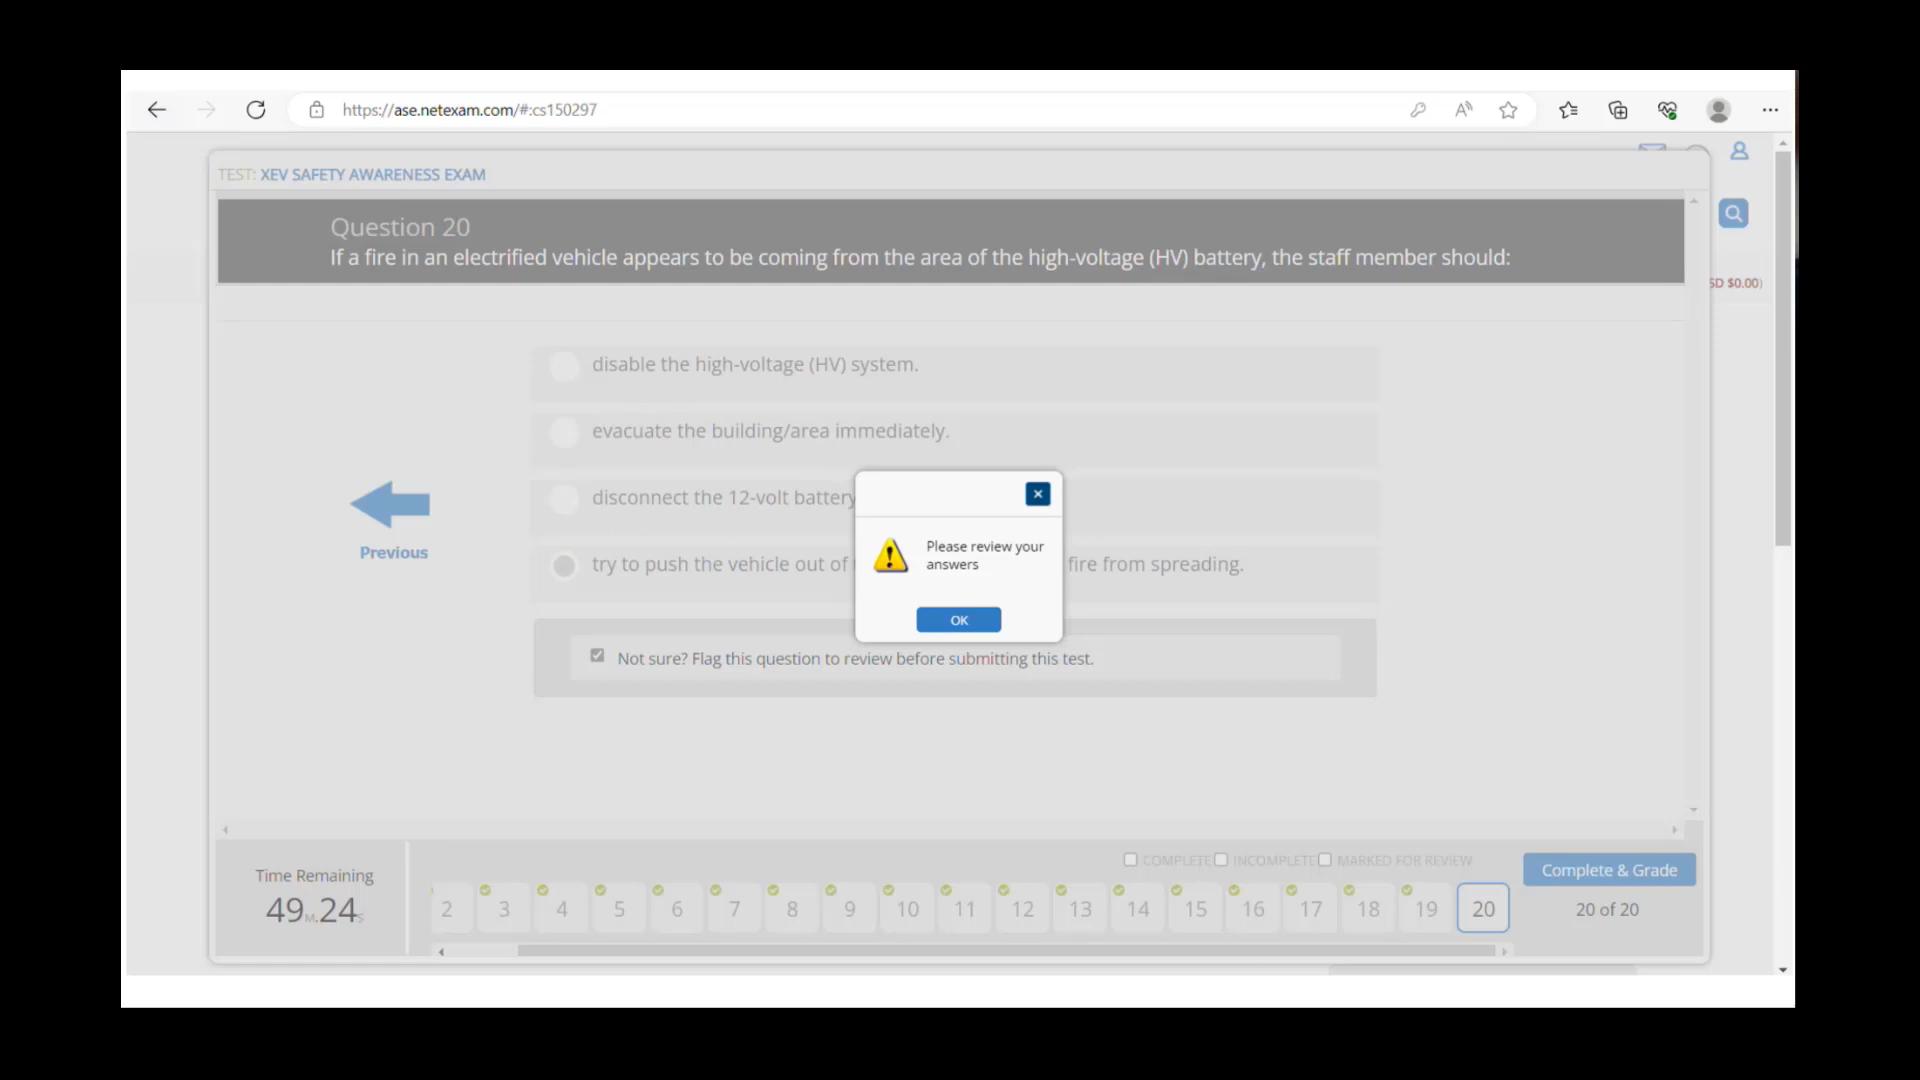 https://ase.netexam.com/#:cs150297
TEST: XEV SAFETY AWARENESS EXAM
Question 20
If a fire in an electrified vehicle appears to be coming from the area of the high-voltage (HV) battery, the staff member should:
SD $0.00)
disable the high-voltage (HV) system.
evacuate the building/area immediately.
disconnect the 12-volt battery
try to push the vehicle out of
fire from spreading.
Previous
Please review your
answers
OK
Not sure? Flag this question to review before submitting this test.
COMPLETE INCOMPLETE MARKED FOR REVIEW
Complete & Grade
Time Remaining
49M.24S
2 3 4 5 6 7 8 9 10 11 12 13 14 15 16 17 18 19 20
20 of 20